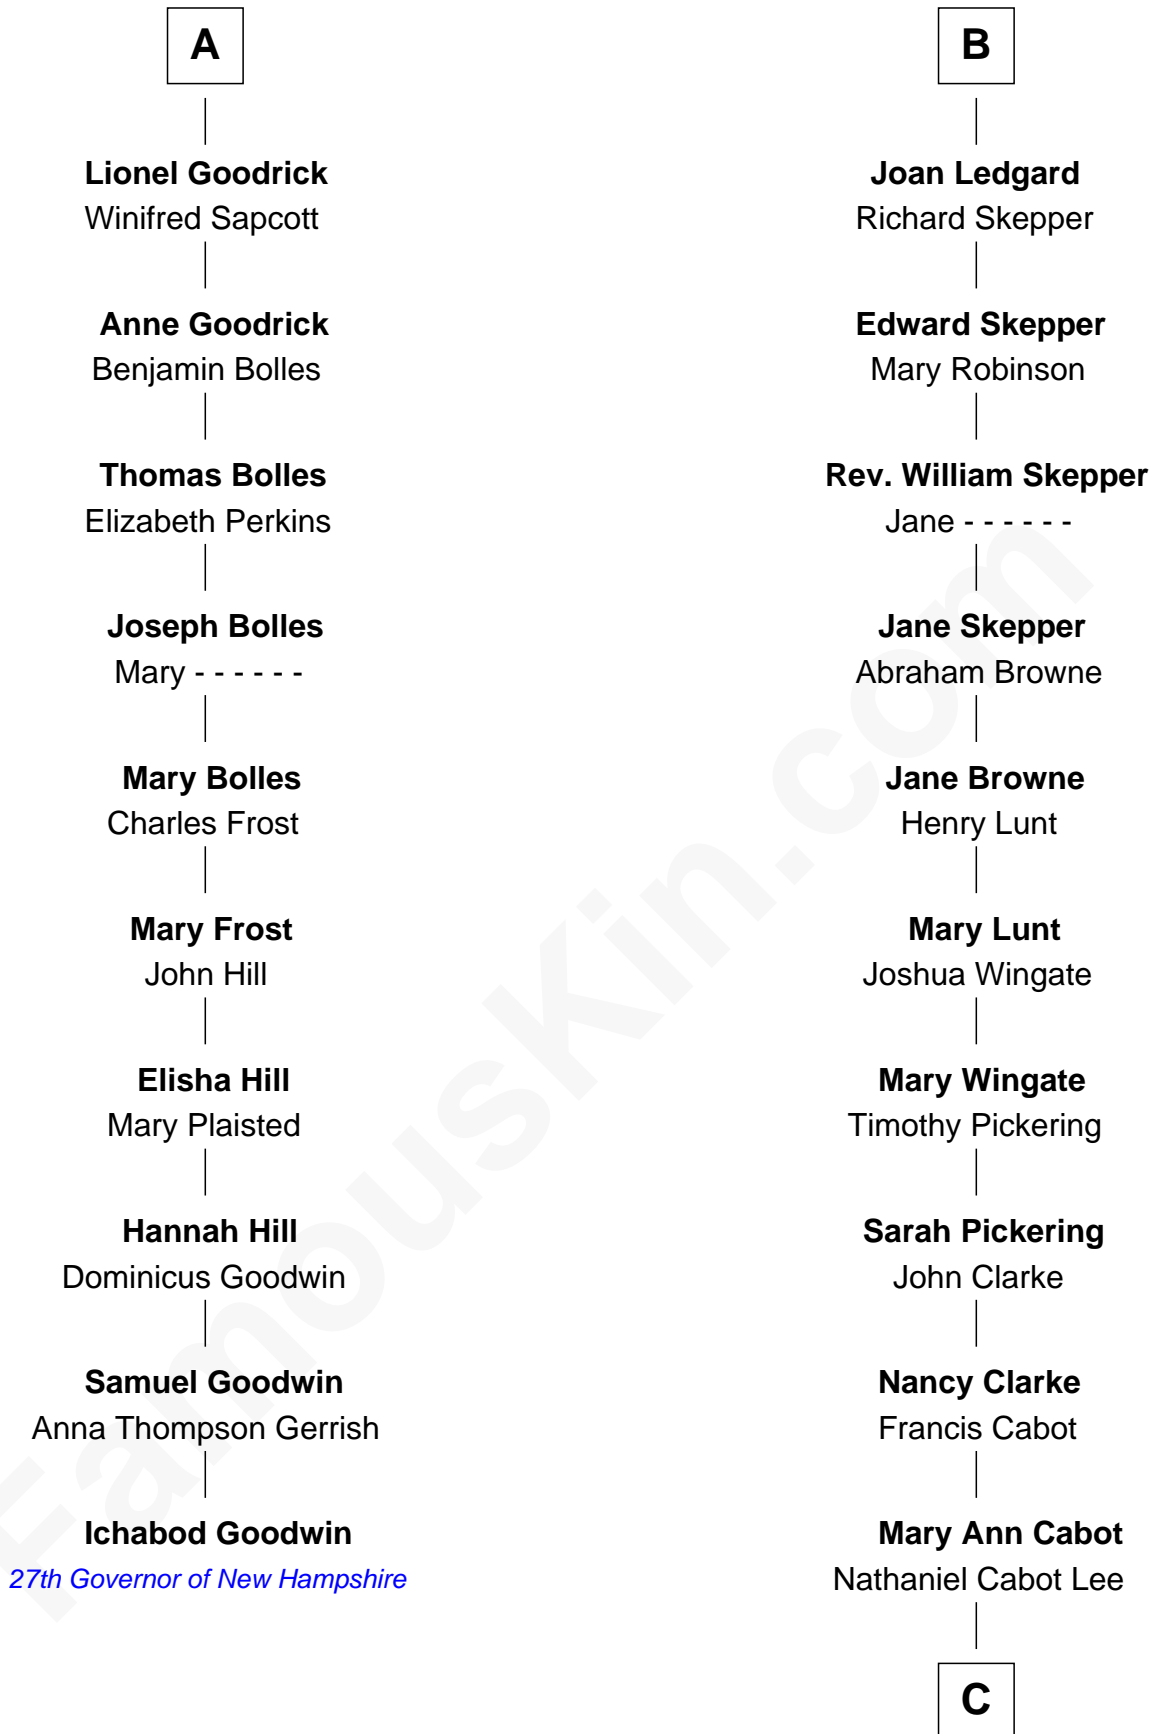 A
Lionel Goodrick
Winifred Sapcott
Anne Goodrick
Benjamin Bolles
Thomas Bolles
Elizabeth Perkins
Joseph Bolles
Mary - - - - - -
Mary Bolles
Charles Frost
Mary Frost
John Hill
Elisha Hill
Mary Plaisted
Hannah Hill
Dominicus Goodwin
Samuel Goodwin
Anna Thompson Gerrish
Ichabod Goodwin
27th Governor of New Hampshire
B
Joan Ledgard
Richard Skepper
Edward Skepper
Mary Robinson
Rev. William Skepper
Jane - - - - - -
Jane Skepper
Abraham Browne
Jane Browne
Henry Lunt
Mary Lunt
Joshua Wingate
Mary Wingate
Timothy Pickering
Sarah Pickering
John Clarke
Nancy Clarke
Francis Cabot
Mary Ann Cabot
Nathaniel Cabot Lee
C
FamousKin.com